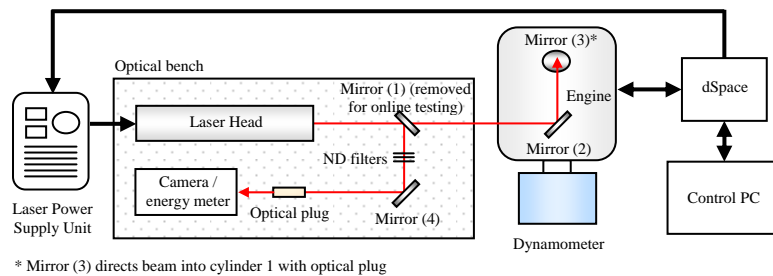 Optical bench
Mirror (1) (removed
for online testing)
Mirror (3)*
Engine
dSpace
Laser Head
ND filters
Mirror (2)
Camera /
energy meter
Optical plug
Mirror (4)
Laser Power
Supply Unit
Dynamometer
Control PC
* Mirror (3) directs beam into cylinder 1 with optical plug